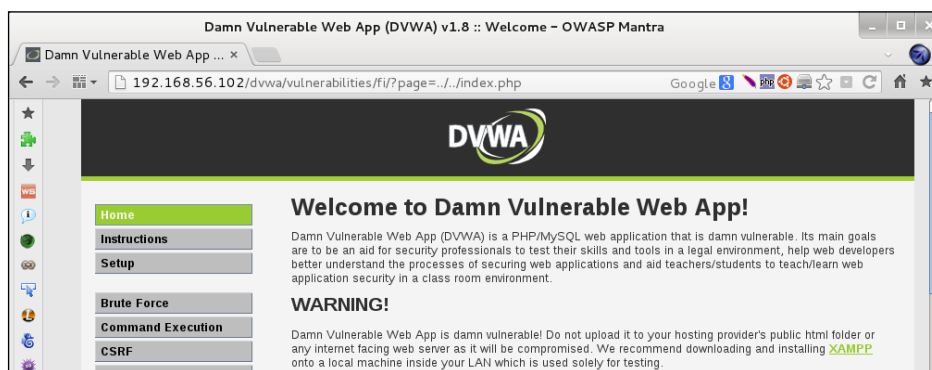 Damn Vulnerable Web App (DVWA) v1.8 :: Welcome - OWASP Mantra
Damn Vulnerable Web App ... ×
192.168.56.102/dvwa/vulnerabilities/fi/?page=../../index.php
Google
php
WS
DVWA
Home
Instructions
Setup
Brute Force
Command Execution
CSRF
Welcome to Damn Vulnerable Web App!
Damn Vulnerable Web App (DVWA) is a PHP/MySQL web application that is damn vulnerable. Its main goals
are to be an aid for security professionals to test their skills and tools in a legal environment, help web developers
better understand the processes of securing web applications and aid teachers/students to teach/learn web
application security in a class room environment.
WARNING!
Damn Vulnerable Web App is damn vulnerable! Do not upload it to your hosting provider's public html folder or
any internet facing web server as it will be compromised. We recommend downloading and installing XAMPP
onto a local machine inside your LAN which is used solely for testing.